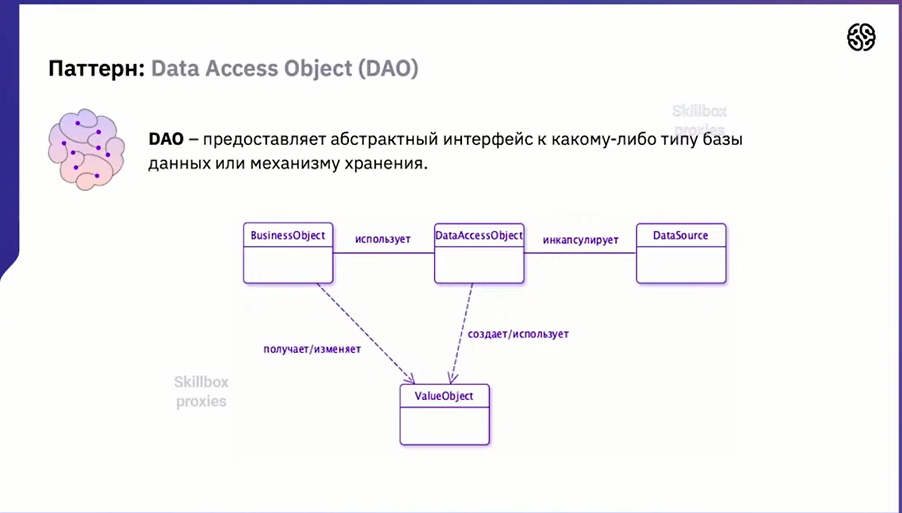 Паттерн: Data Access Object (DAO)
Skillbox
proxies
DAO – предоставляет абстрактный интерфейс к какому-либо типу базы
данных или механизму хранения.
BusinessObject
использует
DataAccessObject
инкапсулирует
DataSource
получает/изменяет
создает/использует
Skillbox
proxies
ValueObject